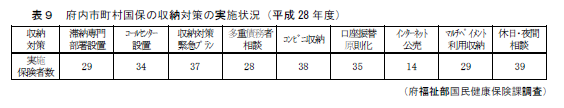 表９ 府内市町村国保の収納対策の実施状況（平成28年度）
収納対策 滞納専門部署設置 ｺｰﾙｾﾝﾀｰ設置 収納対策緊急ﾌﾟﾗﾝ 多重債務者相談 ｺﾝﾋﾞﾆ収納 口座振替原則化 ｲﾝﾀｰﾈｯﾄ公売 ﾏﾙﾁﾍﾟｲﾒﾝﾄ利用収納 休日・夜間相談
実施保険者数 29 34 37 28 38 35 14 29 39
（府福祉部国民健康保険課調査）